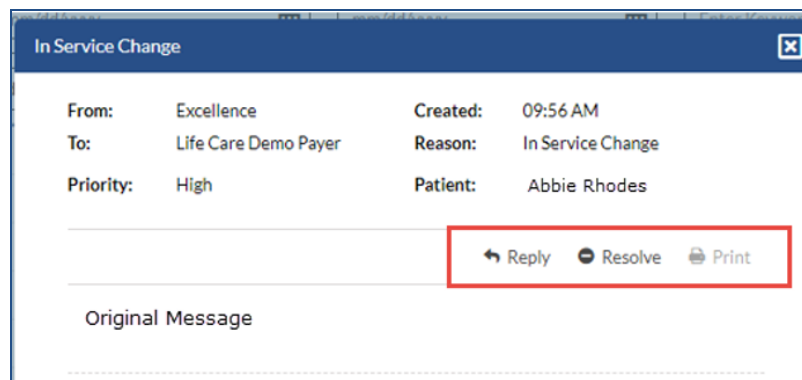 In Service Change
From: Excellence Created: 09:56 AM
To: Life Care Demo Payer Reason: In Service Change
Priority: High Patient: Abbie Rhodes
Reply Resolve Print
Original Message